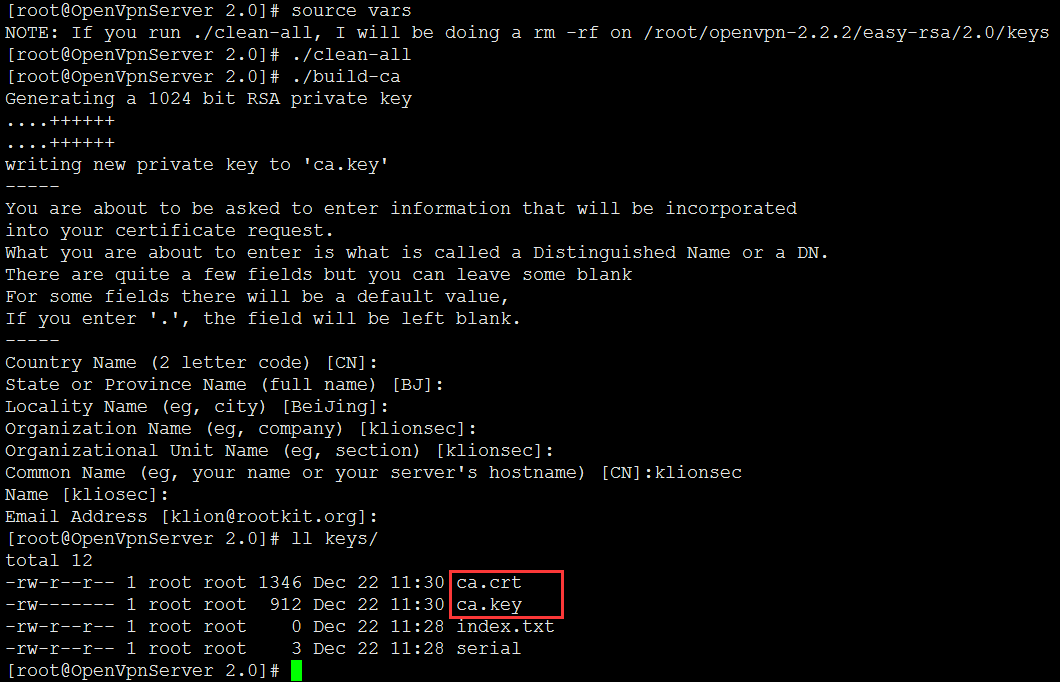 [root@OpenVpnServer 2.0]# source vars
NOTE: If you run ./clean-all, I will be doing a rm -rf on /root/openvpn-2.2.2/easy-rsa/2.0/keys
[root@OpenVpnServer 2.0]# ./clean-all
[root@OpenVpnServer 2.0]# ./build-ca
Generating a 1024 bit RSA private key
....++++++
....++++++
writing new private key to 'ca.key'
-----
You are about to be asked to enter information that will be incorporated
into your certificate request.
What you are about to enter is what is called a Distinguished Name or a DN.
There are quite a few fields but you can leave some blank
For some fields there will be a default value,
If you enter '.', the field will be left blank.
-----
Country Name (2 letter code) [CN]:
State or Province Name (full name) [BJ]:
Locality Name (eg, city) [BeiJing]:
Organization Name (eg, company) [klionsec]:
Organizational Unit Name (eg, section) [klionsec]:
Common Name (eg, your name or your server's hostname) [CN]:klionsec
Name [kliosec]:
Email Address [klion@rootkit.org]:
[root@OpenVpnServer 2.0]# ll keys/
total 12
-rw-r--r-- 1 root root 1346 Dec 22 11:30 ca.crt
-rw------- 1 root root  912 Dec 22 11:30 ca.key
-rw-r--r-- 1 root root    0 Dec 22 11:28 index.txt
-rw-r--r-- 1 root root    3 Dec 22 11:28 serial
[root@OpenVpnServer 2.0]#